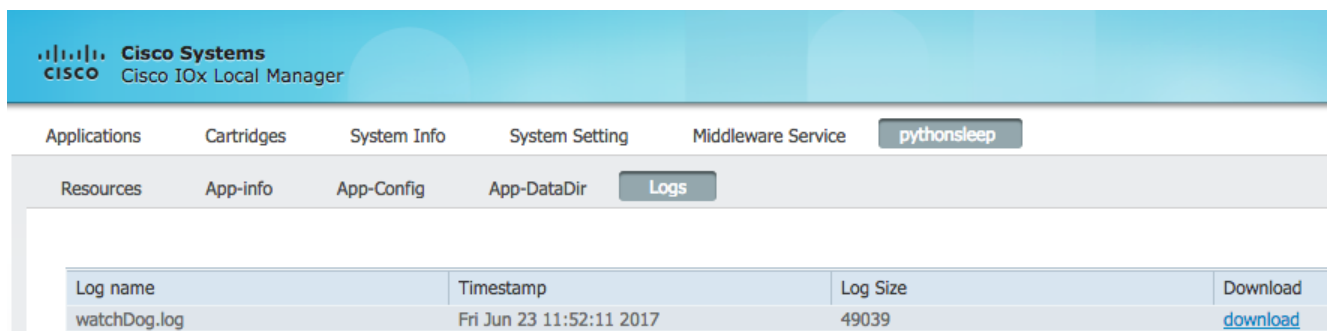 Cisco Systems
CISCO Cisco IOx Local Manager
Applications Cartridges System Info System Setting Middleware Service pythonsleep
Resources App-info App-Config App-DataDir Logs
Log name Timestamp Log Size Download
watchDog.log Fri Jun 23 11:52:11 2017 49039 download